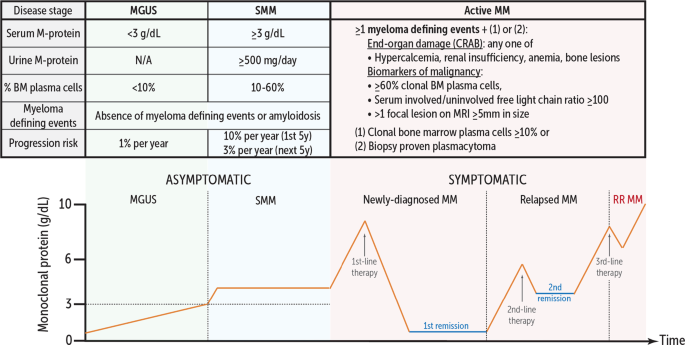 Disease stage MGUS SMM Active MM
Serum M-protein <3 g/dL ≥3 g/dL
Urine M-protein N/A ≥500 mg/day
% BM plasma cells <10% 10-60%
Myeloma
defining events
Absence of myeloma defining events or amyloidosis
Progression risk 1% per year
10% per year (1st 5y)
3% per year (next 5y)
≥1 myeloma defining events + (1) or (2):
End-organ damage (CRAB): any one of
• Hypercalcemia, renal insufficiency, anemia, bone lesions
Biomarkers of malignancy:
• ≥60% clonal BM plasma cells,
• Serum involved/uninvolved free light chain ratio ≥100
• >1 focal lesion on MRI ≥5mm in size
(1) Clonal bone marrow plasma cells ≥10% or
(2) Biopsy proven plasmacytoma
ASYMPTOMATIC SYMPTOMATIC
MGUS SMM Newly-diagnosed MM Relapsed MM RR MM
Monoclonal protein (g/dL)
10
6
3
0
1st-line
therapy
1st remission
2nd-line
therapy
2nd
remission
3rd-line
therapy
Time